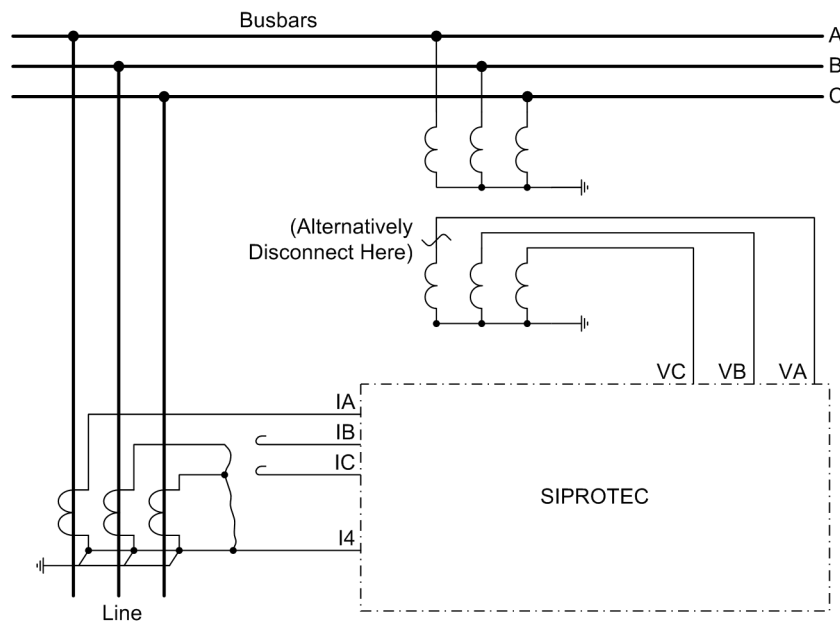 Busbars
A
B
C
(Alternatively
Disconnect Here)
VC VB VA
IA
IB
IC
SIPROTEC
I4
Line